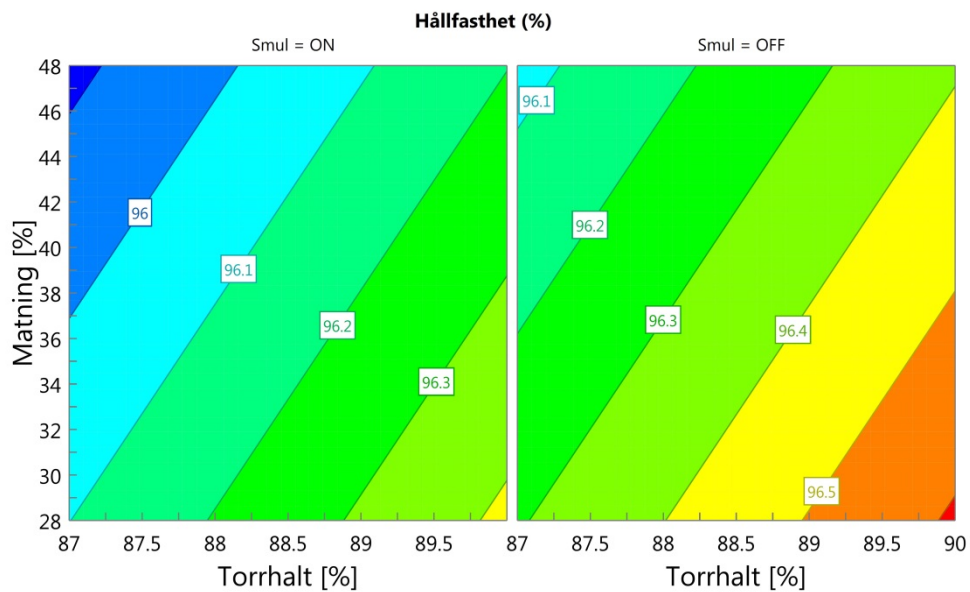 Hållfasthet (%)
Smul = ON
Smul = OFF
Matning [%]
48
46
44
42
40
38
36
34
32
30
28
96
96.1
96.2
96.3
96.1
96.2
96.3
96.4
96.5
87 87.5 88 88.5 89 89.5
87 87.5 88 88.5 89 89.5 90
Torrhalt [%]
Torrhalt [%]